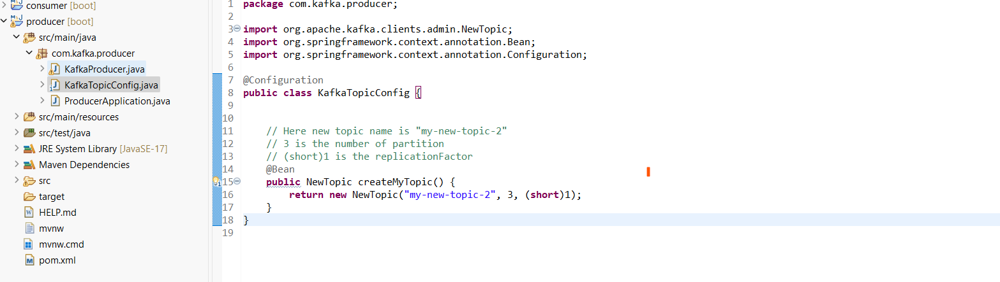 consumer [boot]
producer [boot]
src/main/java
com.kafka.producer
KafkaProducer.java
KafkaTopicConfig.java
ProducerApplication.java
src/main/resources
src/test/java
JRE System Library [JavaSE-17]
Maven Dependencies
src
target
HELP.md
mvnw
mvnw.cmd
pom.xml
1 package com.kafka.producer;
2
3 import org.apache.kafka.clients.admin.NewTopic;
4 import org.springframework.context.annotation.Bean;
5 import org.springframework.context.annotation.Configuration;
6
7 @Configuration
8 public class KafkaTopicConfig {
9
10
11 // Here new topic name is "my-new-topic-2"
12 // 3 is the number of partition
13 // (short)1 is the replicationFactor
14 @Bean
15 public NewTopic createMyTopic() {
16 return new NewTopic("my-new-topic-2", 3, (short)1);
17 }
18 }
19